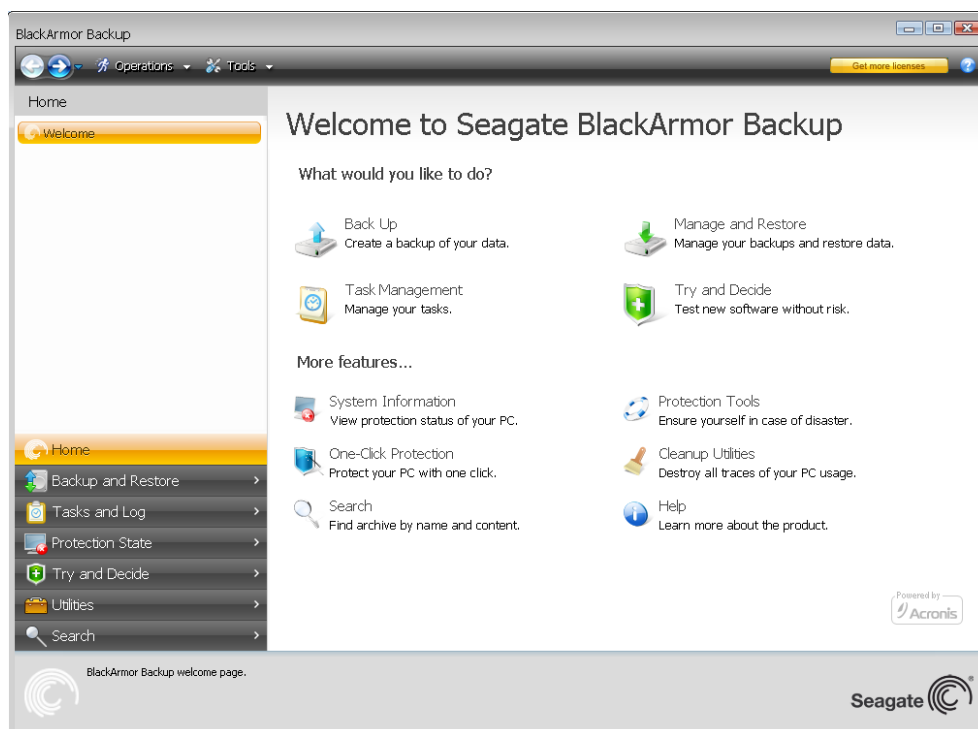 BlackArmor Backup
Operations
Tools
Get more licenses
?
Home
Welcome
Welcome to Seagate BlackArmor Backup
What would you like to do?
Back Up
Create a backup of your data.
Manage and Restore
Manage your backups and restore data.
Task Management
Manage your tasks.
Try and Decide
Test new software without risk.
More features...
System Information
View protection status of your PC.
Protection Tools
Ensure yourself in case of disaster.
One-Click Protection
Protect your PC with one click.
Cleanup Utilities
Destroy all traces of your PC usage.
Search
Find archive by name and content.
Help
Learn more about the product.
Home
Backup and Restore
Tasks and Log
Protection State
Try and Decide
Utilities
Search
Powered by
Acronis
BlackArmor Backup welcome page.
Seagate